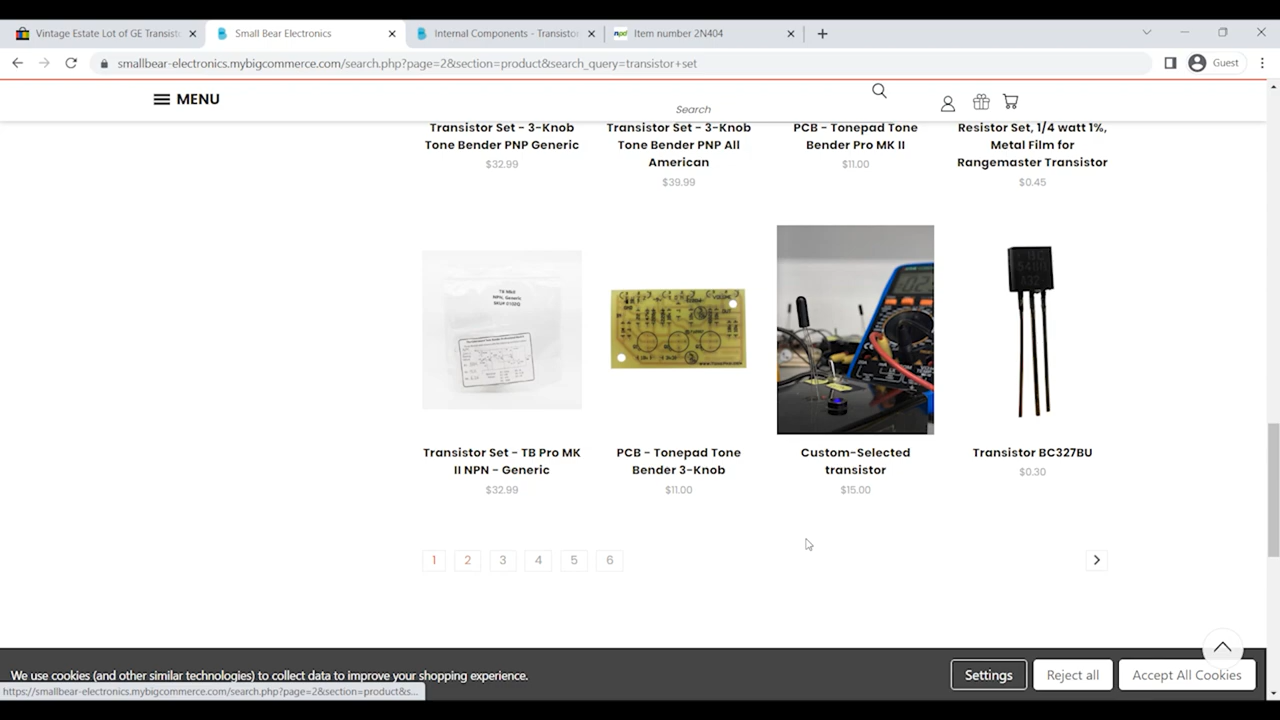 Vintage Estate Lot of GE Transist
Small Bear Electronics
Internal Components - Transistor
npd
Item number 2N404
smallbear-electronics.mybigcommerce.com/search.php?page=2&section=product&search_query=transistor+set
Guest
MENU
Search
Transistor Set - 3-Knob
Tone Bender PNP Generic
$32.99
Transistor Set - 3-Knob
Tone Bender PNP All
American
$39.99
PCB - Tonepad Tone
Bender Pro MK II
$11.00
Resistor Set, 1/4 watt 1%,
Metal Film for
Rangemaster Transistor
$0.45
TB MkII
NPN, Generic
Transistor Set - TB Pro MK
II NPN - Generic
$32.99
PCB - Tonepad Tone
Bender 3-Knob
$11.00
Custom-Selected
transistor
$15.00
Transistor BC327BU
$0.30
1 2 3 4 5 6
We use cookies (and other similar technologies) to collect data to improve your shopping experience.
Settings
Reject all
Accept All Cookies
https://smallbear-electronics.mybigcommerce.com/search.php?page=2&section=product&s...